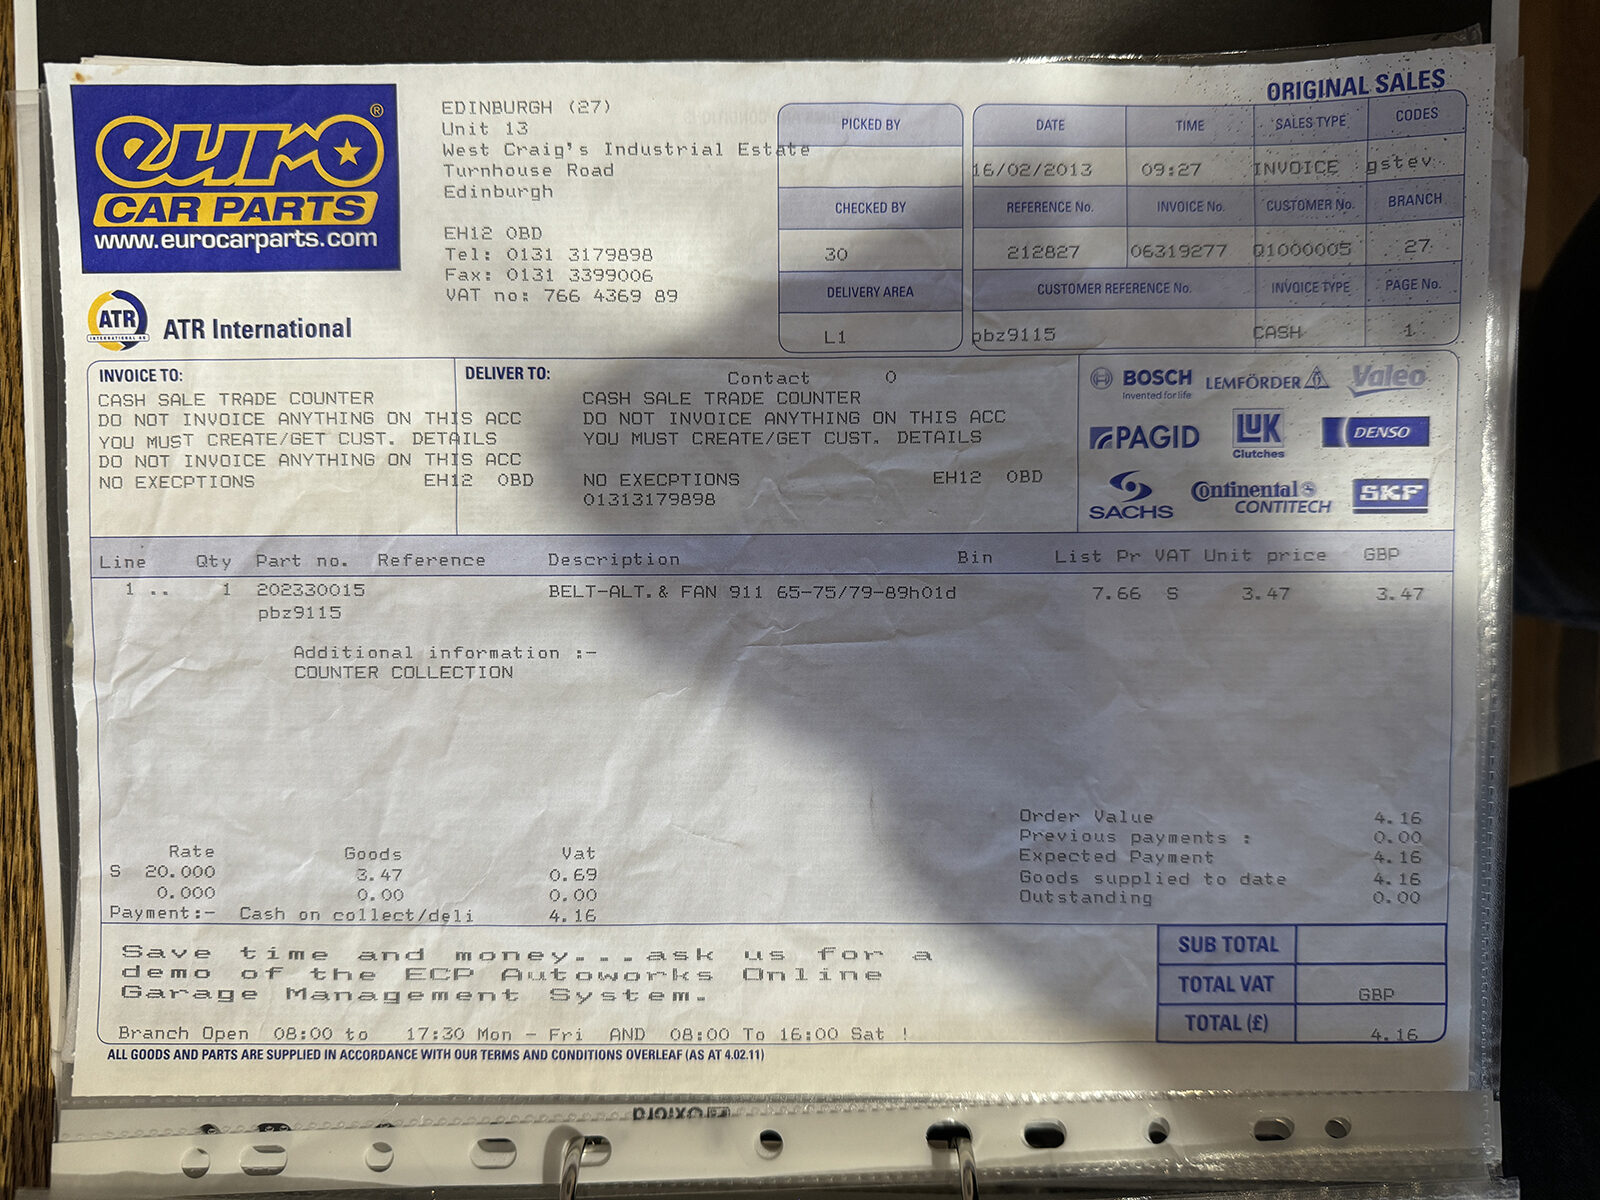 ORIGINAL SALES
euro®
CAR PARTS
www.eurocarparts.com
ATR
INTERNATIONAL AG
ATR International
EDINBURGH (27)
Unit 13
West Craig's Industrial Estate
Turnhouse Road
Edinburgh
EH12 0BD
Tel: 0131 3179898
Fax: 0131 3399006
VAT no: 766 4369 89
PICKED BY
CHECKED BY
30
DELIVERY AREA
L1
DATE TIME SALES TYPE CODES
16/02/2013 09:27 INVOICE gstev
REFERENCE No. INVOICE No. CUSTOMER No. BRANCH
212827 06319277 Q1000005 27
CUSTOMER REFERENCE No. INVOICE TYPE PAGE No.
pbz9115 CASH 1
INVOICE TO:
CASH SALE TRADE COUNTER
DO NOT INVOICE ANYTHING ON THIS ACC
YOU MUST CREATE/GET CUST. DETAILS
DO NOT INVOICE ANYTHING ON THIS ACC
NO EXECPTIONS EH12 0BD
DELIVER TO: Contact 0
CASH SALE TRADE COUNTER
DO NOT INVOICE ANYTHING ON THIS ACC
YOU MUST CREATE/GET CUST. DETAILS
NO EXECPTIONS EH12 0BD
01313179898
BOSCH LEMFÖRDER Valeo
Invented for life
PAGID LUK DENSO
Clutches
SACHS Continental SKF
CONTITECH
Line Qty Part no. Reference Description Bin List Pr VAT Unit price GBP
1 .. 1 202330015 BELT-ALT.& FAN 911 65-75/79-89h01d 7.66 S 3.47 3.47
pbz9115
Additional information :-
COUNTER COLLECTION
Order Value 4.16
Previous payments : 0.00
Expected Payment 4.16
Goods supplied to date 4.16
Outstanding 0.00
Rate Goods Vat
S 20.000 3.47 0.69
0.000 0.00 0.00
Payment:- Cash on collect/deli 4.16
Save time and money...ask us for a
demo of the ECP Autoworks Online
Garage Management System.
Branch Open 08:00 to 17:30 Mon - Fri AND 08:00 To 16:00 Sat !
SUB TOTAL
TOTAL VAT GBP
TOTAL (£) 4.16
ALL GOODS AND PARTS ARE SUPPLIED IN ACCORDANCE WITH OUR TERMS AND CONDITIONS OVERLEAF (AS AT 4.02.11)
OXFORD